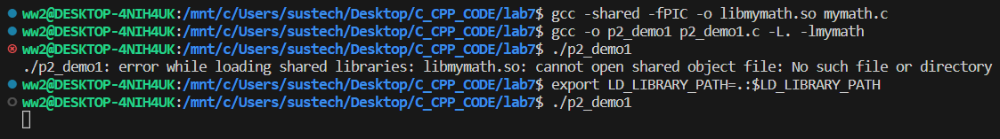 ww2@DESKTOP-4NIH4UK:/mnt/c/Users/sustech/Desktop/C_CPP_CODE/lab7$ gcc -shared -fPIC -o libmymath.so mymath.c
ww2@DESKTOP-4NIH4UK:/mnt/c/Users/sustech/Desktop/C_CPP_CODE/lab7$ gcc -o p2_demo1 p2_demo1.c -L. -lmymath
ww2@DESKTOP-4NIH4UK:/mnt/c/Users/sustech/Desktop/C_CPP_CODE/lab7$ ./p2_demo1
./p2_demo1: error while loading shared libraries: libmymath.so: cannot open shared object file: No such file or directory
ww2@DESKTOP-4NIH4UK:/mnt/c/Users/sustech/Desktop/C_CPP_CODE/lab7$ export LD_LIBRARY_PATH=.:$LD_LIBRARY_PATH
ww2@DESKTOP-4NIH4UK:/mnt/c/Users/sustech/Desktop/C_CPP_CODE/lab7$ ./p2_demo1